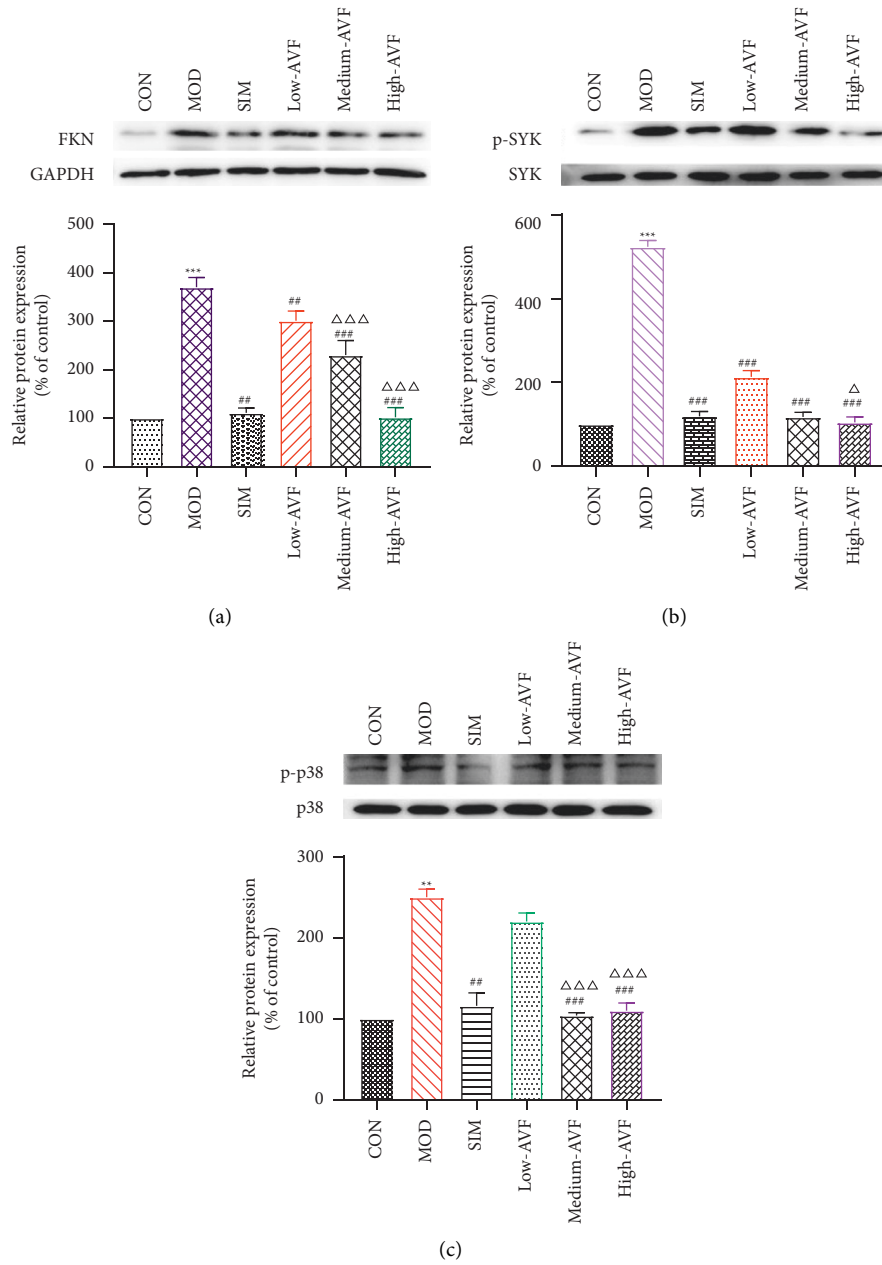 CON
MOD
SIM
Low-AVF
Medium-AVF
High-AVF
FKN
GAPDH
Relative protein expression
(% of control)
500
400
300
200
100
0
***
##
##
△△△
###
△△△
###
CON
MOD
SIM
Low-AVF
Medium-AVF
High-AVF
(a)
CON
MOD
SIM
Low-AVF
Medium-AVF
High-AVF
p-SYK
SYK
Relative protein expression
(% of control)
600
400
200
0
***
###
###
###
△
###
CON
MOD
SIM
Low-AVF
Medium-AVF
High-AVF
(b)
CON
MOD
SIM
Low-AVF
Medium-AVF
High-AVF
p-p38
p38
Relative protein expression
(% of control)
300
200
100
0
**
##
△△△
###
△△△
###
CON
MOD
SIM
Low-AVF
Medium-AVF
High-AVF
(c)